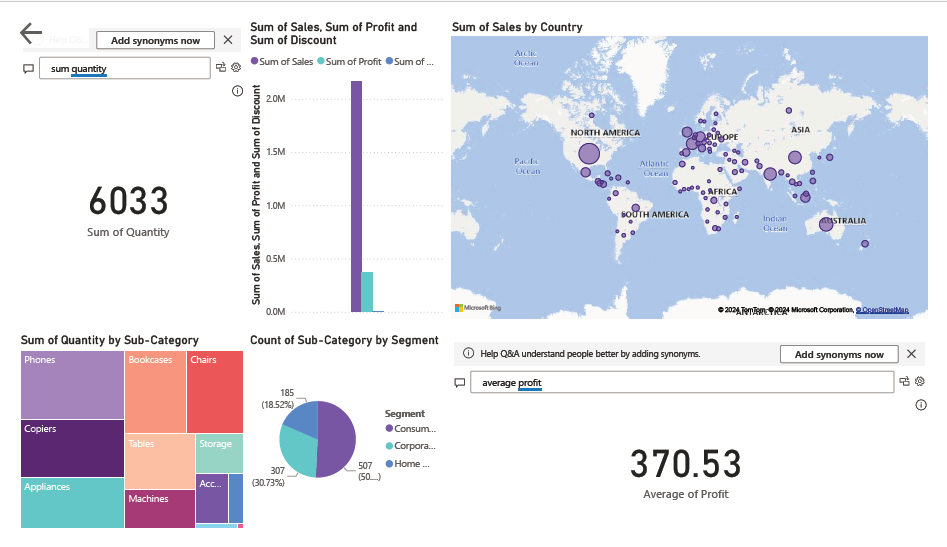 Add synonyms now
sum quantity
6033
Sum of Quantity
Sum of Sales, Sum of Profit and
Sum of Discount
Sum of Sales
Sum of Profit
Sum of ...
Sum of Sales, Sum of Profit and Sum of Discount
2.0M
1.5M
1.0M
0.5M
0.0M
Sum of Sales by Country
Arctic
Ocean
NORTH AMERICA
EUROPE
ASIA
Pacific
Ocean
Atlantic
Ocean
AFRICA
SOUTH AMERICA
Indian
Ocean
AUSTRALIA
ANTARCTICA
Microsoft Bing
© 2024 TomTom, © 2024 Microsoft Corporation, © OpenStreetMap
Sum of Quantity by Sub-Category
Phones
Bookcases
Chairs
Copiers
Tables
Storage
Appliances
Machines
Acc...
Count of Sub-Category by Segment
185
(18.52%)
307
(30.73%)
507
(50....)
Segment
Consum...
Corpora...
Home ...
Help Q&A understand people better by adding synonyms.
Add synonyms now
average profit
370.53
Average of Profit